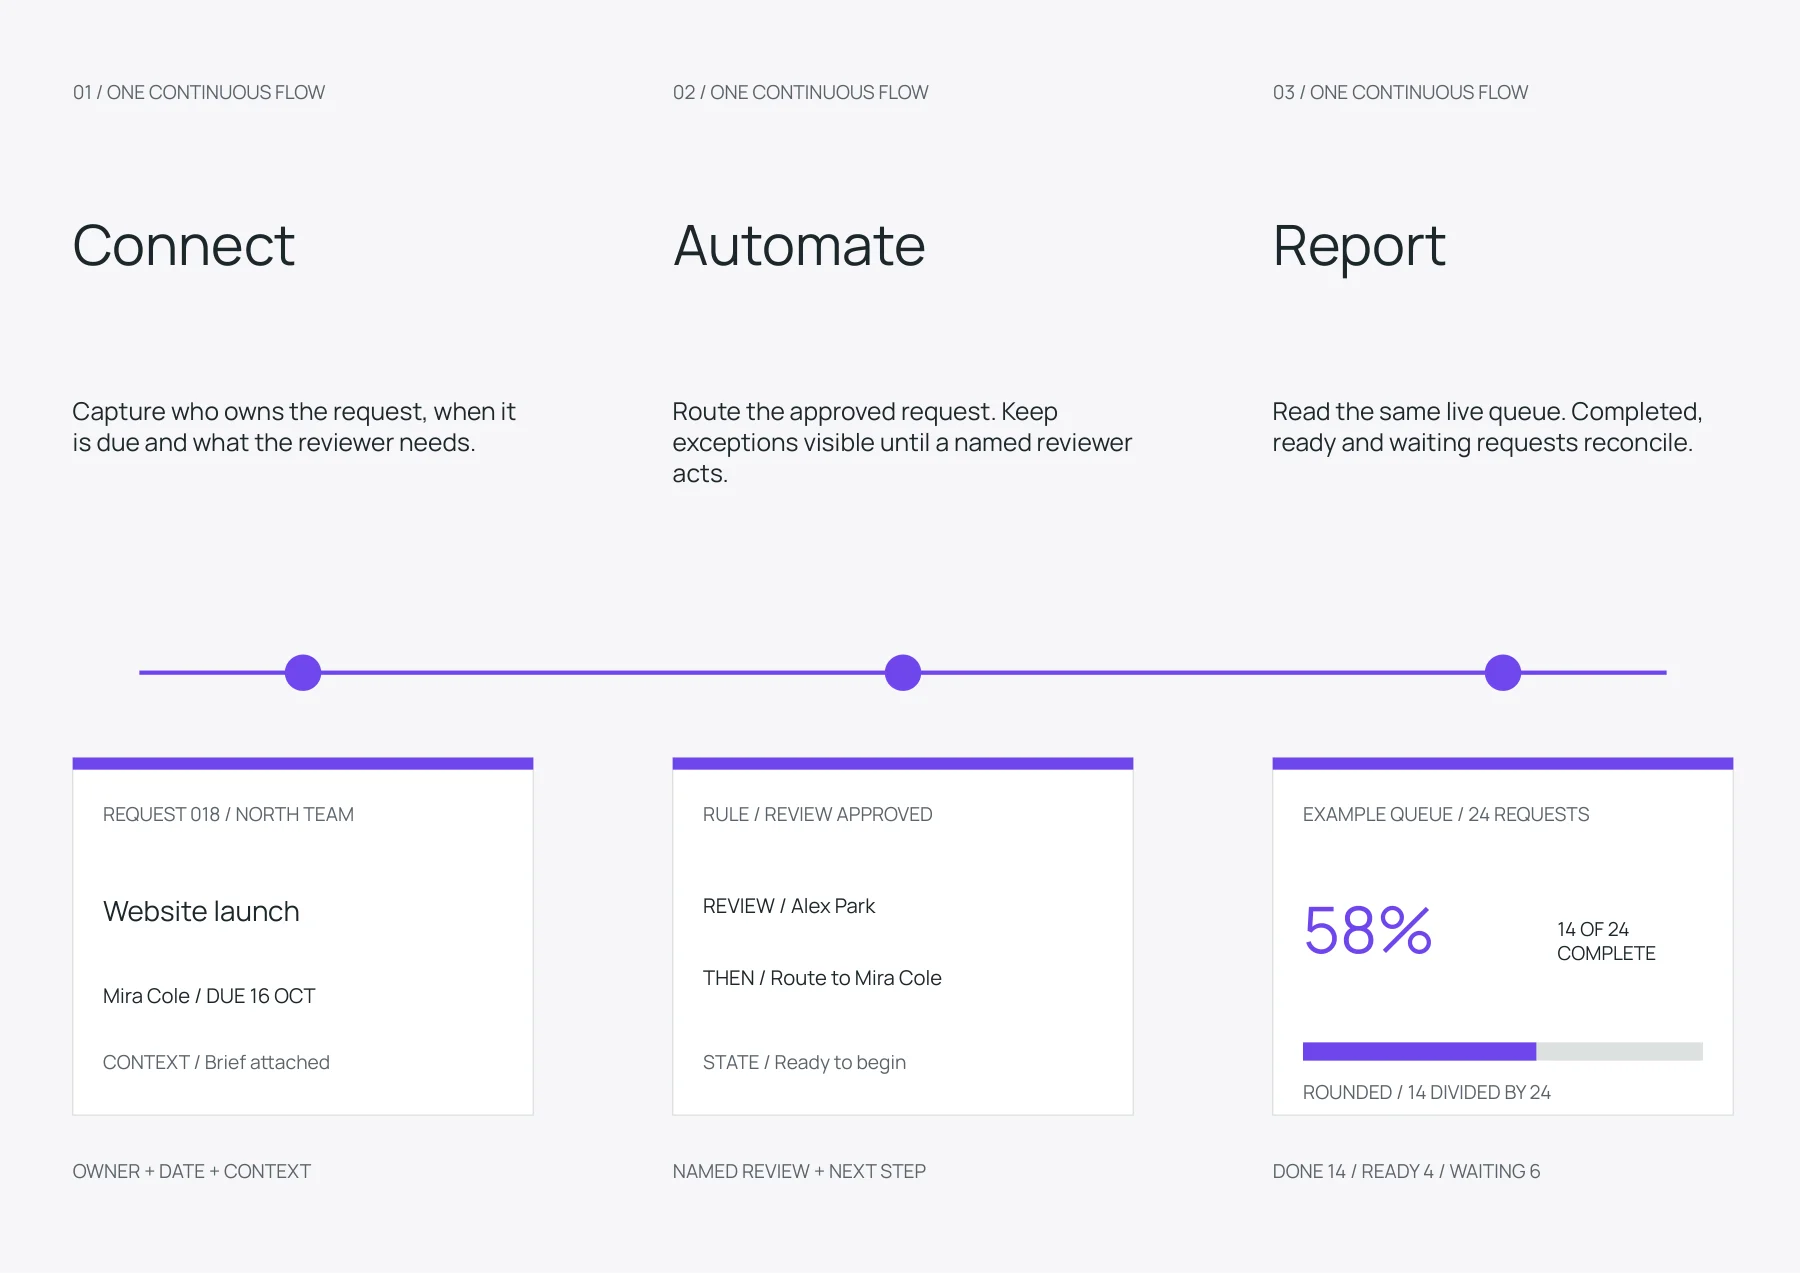 01 / ONE CONTINUOUS FLOW
Connect
Capture who owns the request, when it
is due and what the reviewer needs.
REQUEST 018 / NORTH TEAM
Website launch
Mira Cole / DUE 16 OCT
CONTEXT / Brief attached
OWNER + DATE + CONTEXT
02 / ONE CONTINUOUS FLOW
Automate
Route the approved request. Keep
exceptions visible until a named reviewer
acts.
RULE / REVIEW APPROVED
REVIEW / Alex Park
THEN / Route to Mira Cole
STATE / Ready to begin
NAMED REVIEW + NEXT STEP
03 / ONE CONTINUOUS FLOW
Report
Read the same live queue. Completed,
ready and waiting requests reconcile.
EXAMPLE QUEUE / 24 REQUESTS
58%
14 OF 24
COMPLETE
ROUNDED / 14 DIVIDED BY 24
DONE 14 / READY 4 / WAITING 6